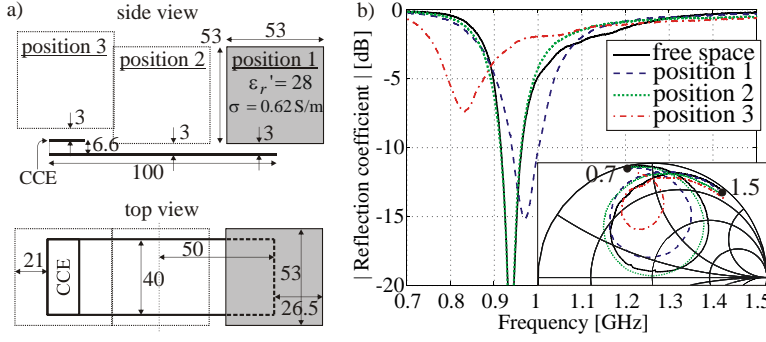 a)
side view
53
position 3
position 2
53
position 1
εr' = 28
σ = 0.62 S/m
3
3
3
6.6
CCE
100
top view
21
CCE
50
40
53
26.5
b)
| Reflection coefficient | [dB]
0
-5
-10
-15
-20
free space
position 1
position 2
position 3
0.7
1.5
0.7
0.8
0.9
1
1.1
1.2
1.3
1.4
1.5
Frequency [GHz]